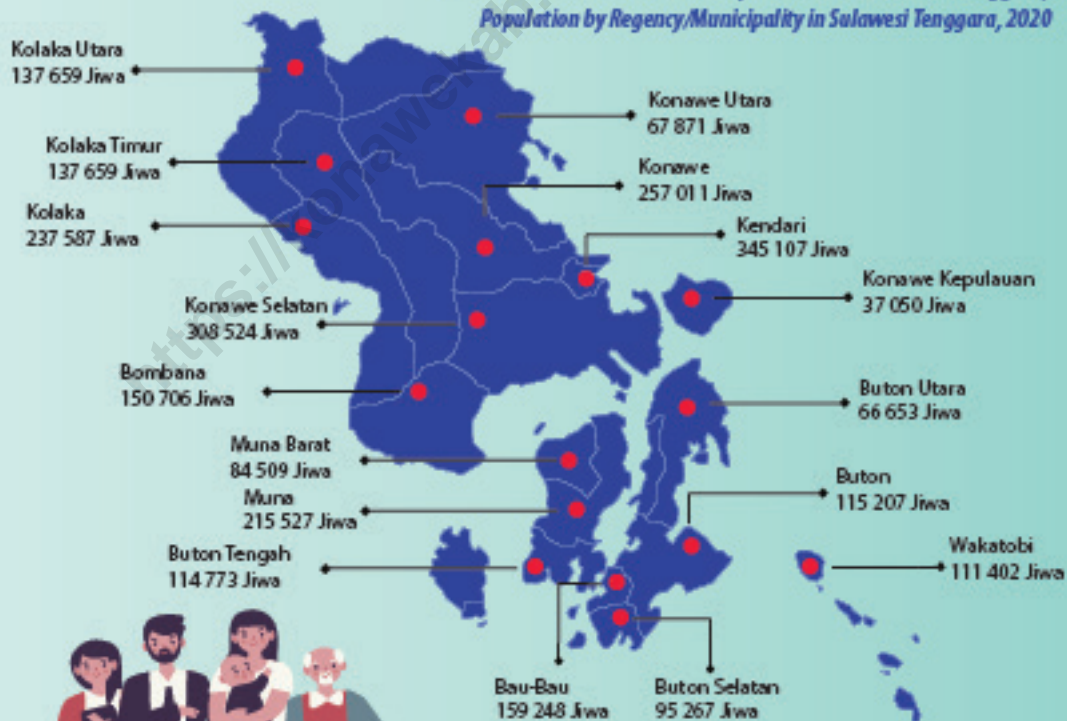 Population by Regency/Municipality in Sulawesi Tenggara, 2020
Kolaka Utara
137 659 Jiwa
Konawe Utara
67 871 Jiwa
Kolaka Timur
137 659 Jiwa
Konawe
257 011 Jiwa
Kolaka
237 587 Jiwa
Kendari
345 107 Jiwa
Konawe Kepulauan
37 050 Jiwa
Konawe Selatan
308 524 Jiwa
Bombana
150 706 Jiwa
Buton Utara
66 653 Jiwa
Muna Barat
84 509 Jiwa
Buton
115 207 Jiwa
Muna
215 527 Jiwa
Buton Tengah
114 773 Jiwa
Wakatobi
111 402 Jiwa
Bau-Bau
159 248 Jiwa
Buton Selatan
95 267 Jiwa
https://konawekab.